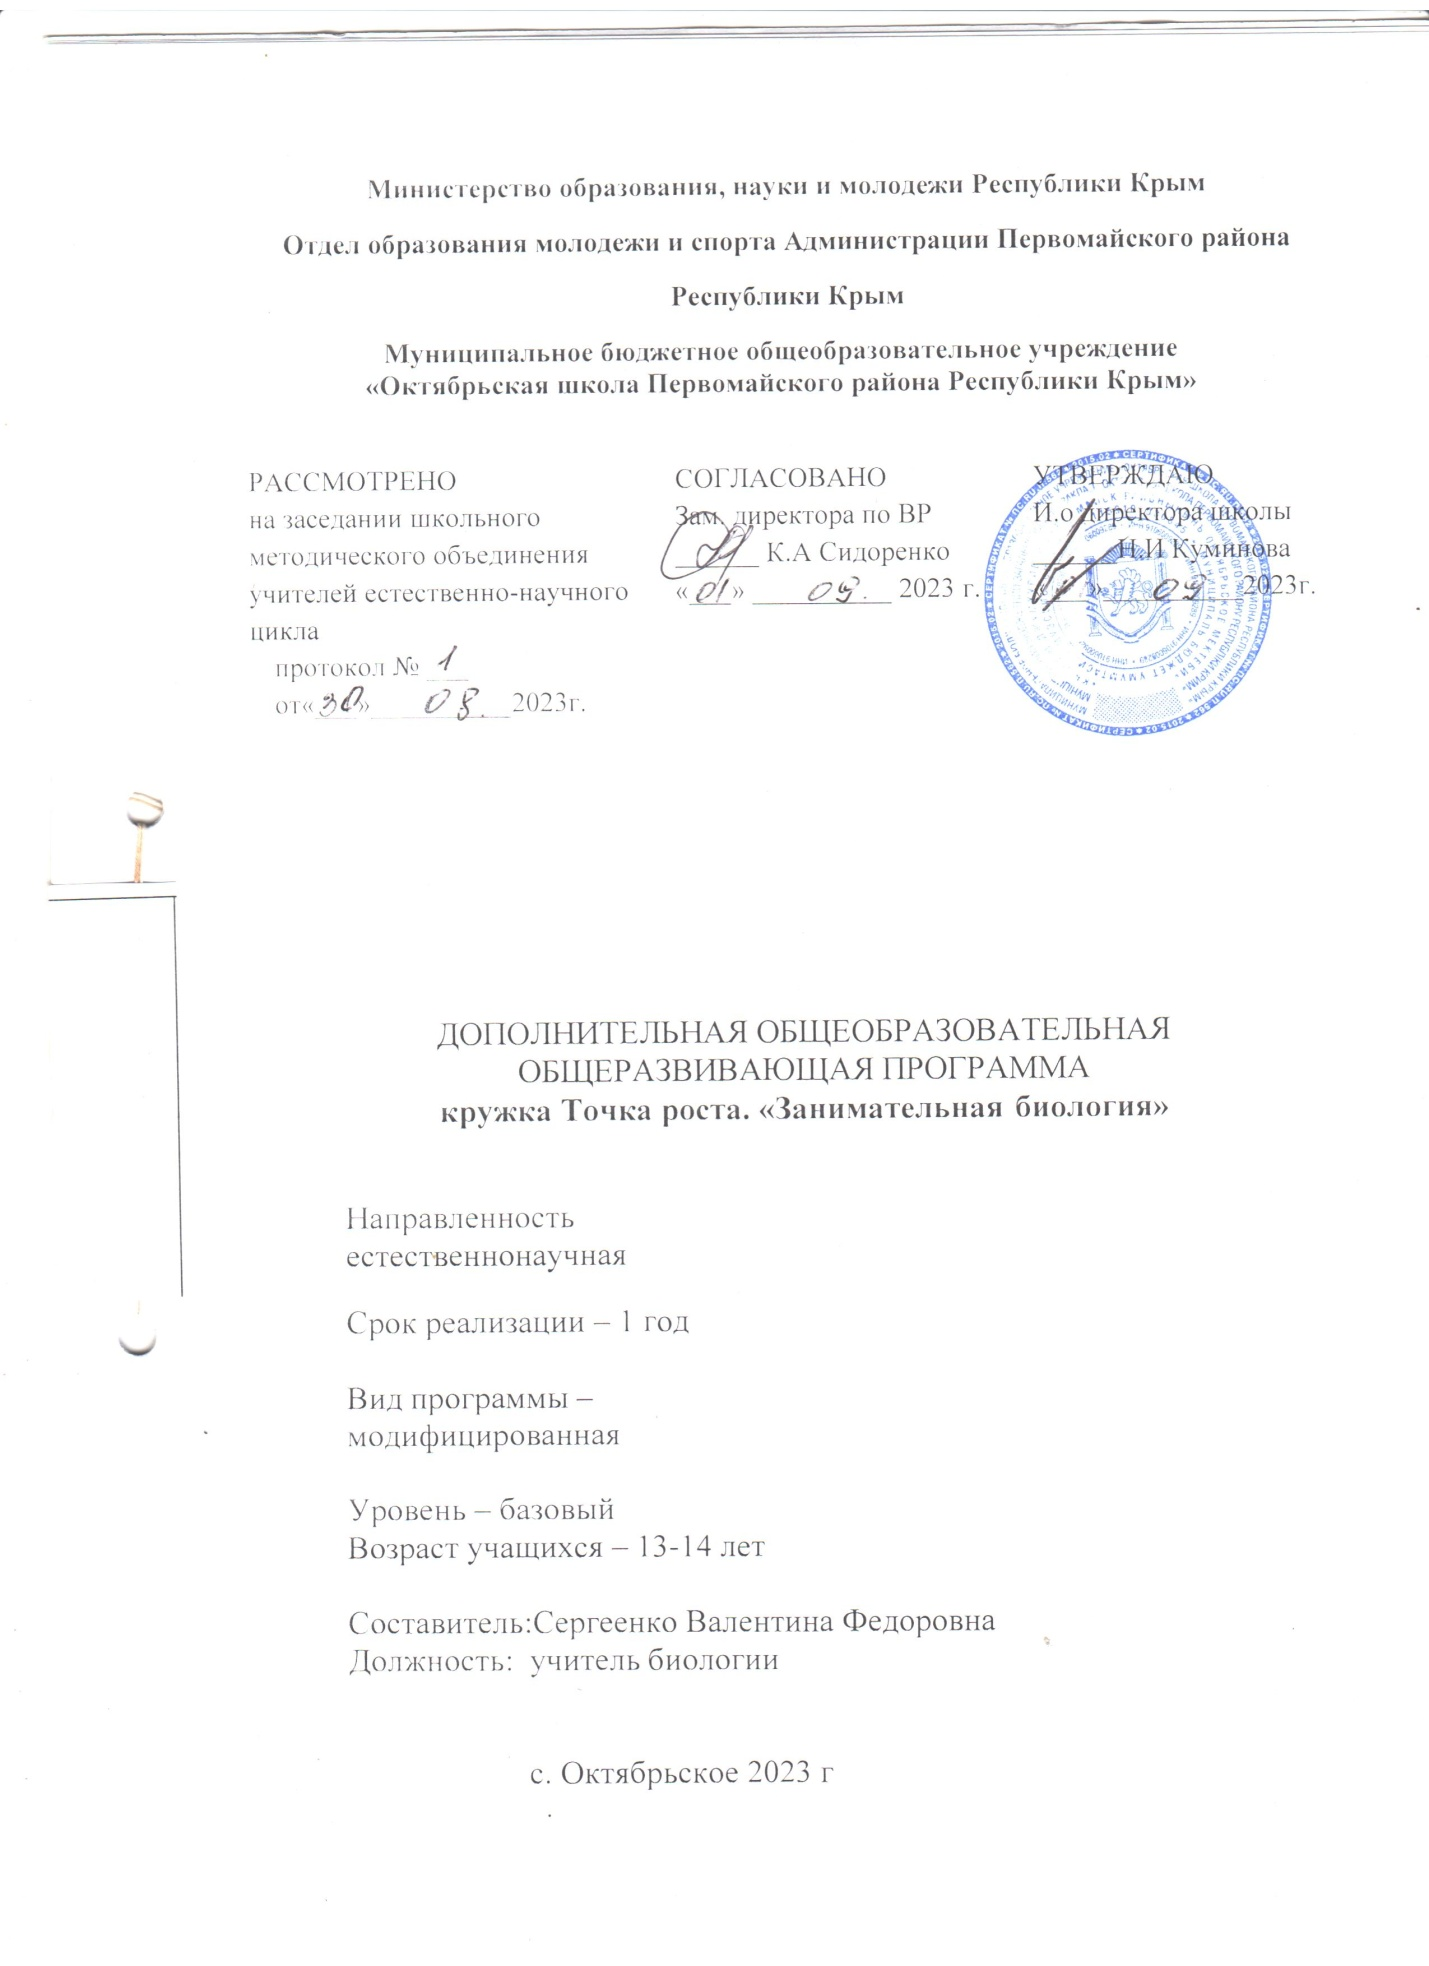 Министерство образования, науки и молодежи Республики Крым
Отдел образования молодежи и спорта Администрации Первомайского района
Республики Крым
Муниципальное бюджетное общеобразовательное учреждение
«Октябрьская школа Первомайского района Республики Крым»
РАССМОТРЕНО
на заседании школьного
методического объединения
учителей естественно-научного
цикла
протокол № 1
от«30»  08.  2023г.
СОГЛАСОВАНО
Зам. директора по ВР
К.А Сидоренко
«01»  09.  2023 г.
УТВЕРЖДАЮ
И.о директора школы
Н.И Куминова
»  09  2023г.
ДОПОЛНИТЕЛЬНАЯ ОБЩЕОБРАЗОВАТЕЛЬНАЯ
ОБЩЕРАЗВИВАЮЩАЯ ПРОГРАММА
кружка Точка роста. «Занимательная биология»
Направленность
естественнонаучная
Срок реализации – 1 год
Вид программы –
модифицированная
Уровень – базовый
Возраст учащихся – 13-14 лет
Составитель:Сергеенко Валентина Федоровна
Должность:  учитель биологии
с. Октябрьское 2023 г